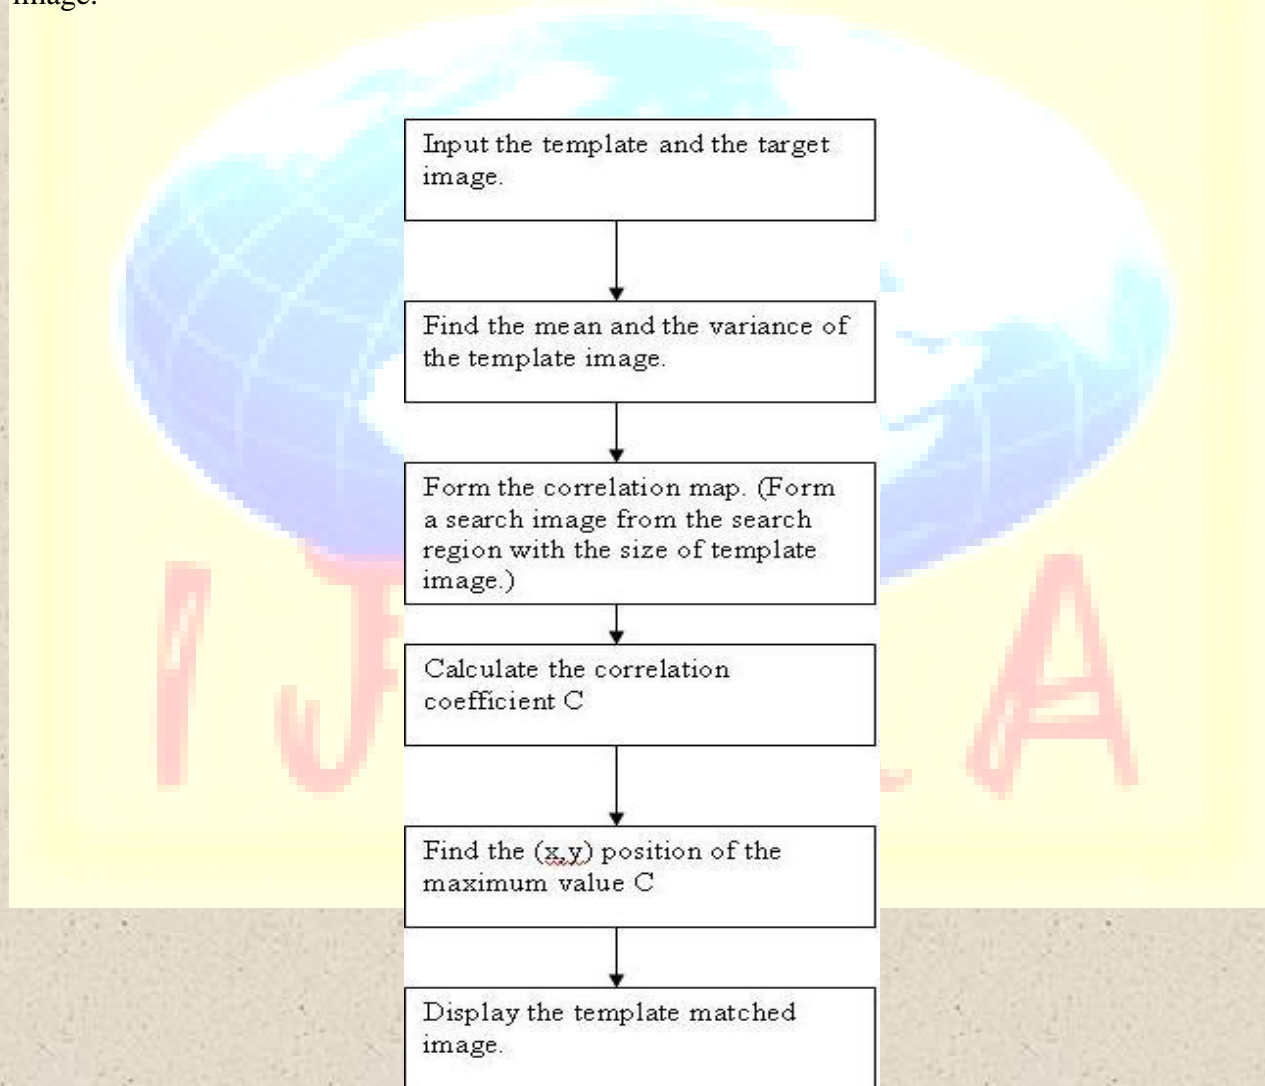 image.
Input the template and the target
image.
Find the mean and the variance of
the template image.
Form the correlation map. (Form
a search image from the search
region with the size of template
image.)
Calculate the correlation
coefficient C
Find the (x,y) position of the
maximum value C
Display the template matched
image.
I J A